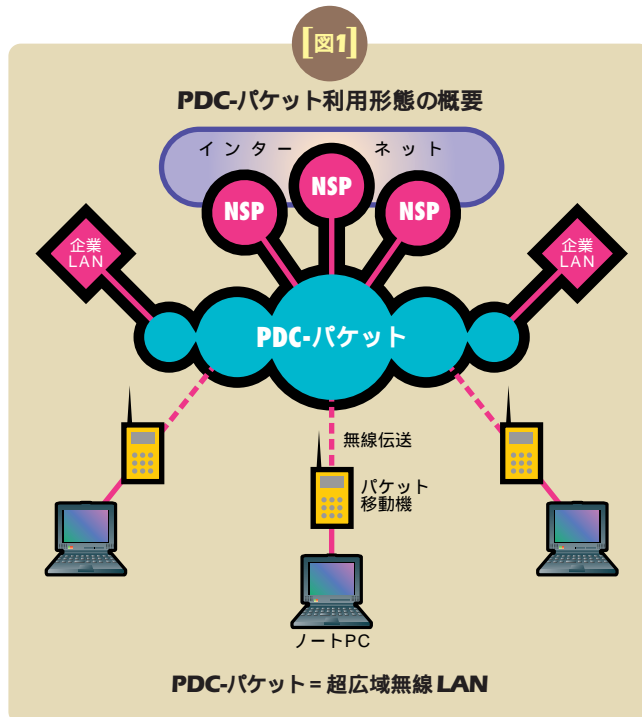 [図1]
PDC-パケット利用形態の概要
インターネット
NSP
NSP
NSP
企業
LAN
企業
LAN
PDC-パケット
無線伝送
パケット
移動機
ノートPC
PDC-パケット=超広域無線LAN